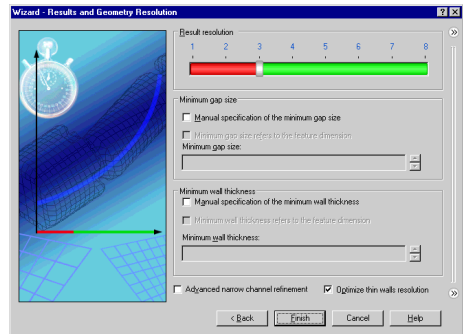 Wizard - Results and Geometry Resolution
Result resolution
1 2 3 4 5 6 7 8
Minimum gap size
Manual specification of the minimum gap size
Minimum gap size refers to the feature dimension
Minimum gap size:
Minimum wall thickness
Manual specification of the minimum wall thickness
Minimum wall thickness refers to the feature dimension
Minimum wall thickness:
Advanced narrow channel refinement
Optimize thin walls resolution
< Back
Finish
Cancel
Help